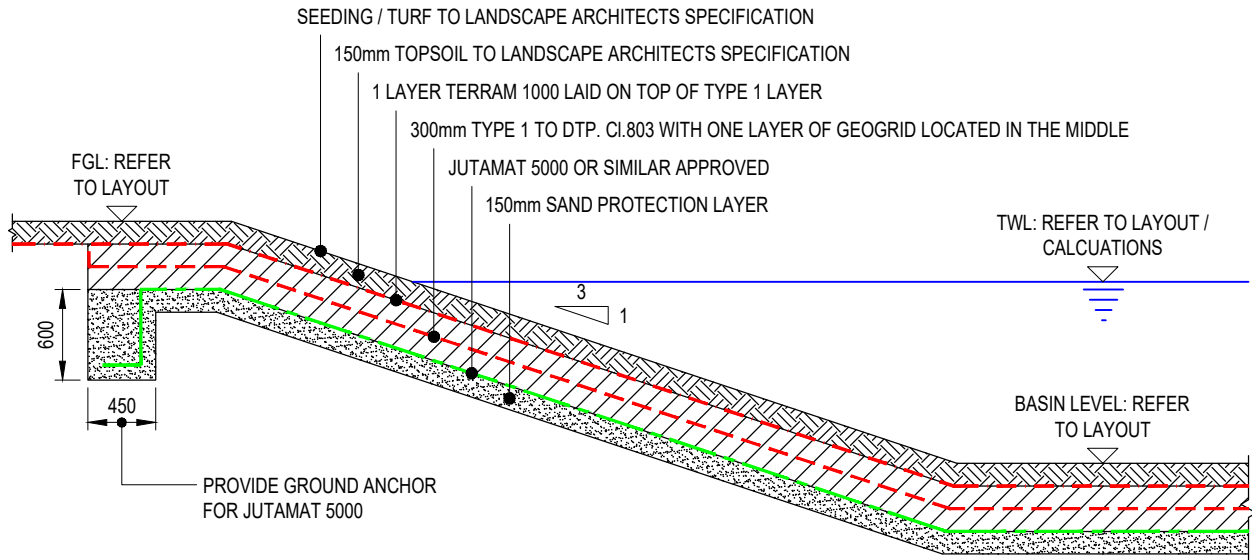 SEEDING / TURF TO LANDSCAPE ARCHITECTS SPECIFICATION
150mm TOPSOIL TO LANDSCAPE ARCHITECTS SPECIFICATION
1 LAYER TERRAM 1000 LAID ON TOP OF TYPE 1 LAYER
300mm TYPE 1 TO DTP. Cl.803 WITH ONE LAYER OF GEOGRID LOCATED IN THE MIDDLE
JUTAMAT 5000 OR SIMILAR APPROVED
150mm SAND PROTECTION LAYER
FGL: REFER
TO LAYOUT
TWL: REFER TO LAYOUT /
CALCUATIONS
3
1
600
450
BASIN LEVEL: REFER
TO LAYOUT
PROVIDE GROUND ANCHOR
FOR JUTAMAT 5000